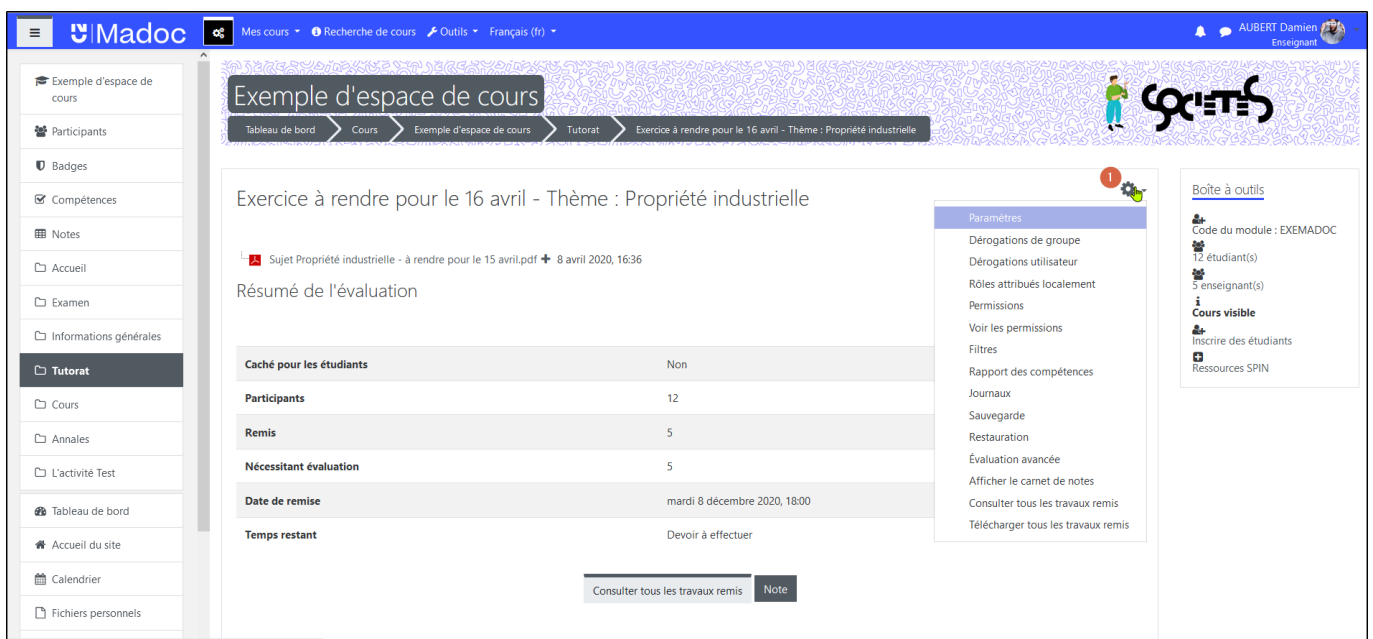 Madoc
Mes cours
Recherche de cours
Outils
Français (fr)
AUBERT Damien
Enseignant
Exemple d'espace de
cours
Participants
Badges
Compétences
Notes
Accueil
Examen
Informations générales
Tutorat
Cours
Annales
L'activité Test
Tableau de bord
Accueil du site
Calendrier
Fichiers personnels
Exemple d'espace de cours
Tableau de bord
Cours
Exemple d'espace de cours
Tutorat
Exercice à rendre pour le 16 avril - Thème : Propriété industrielle
SOCIETES
Exercice à rendre pour le 16 avril - Thème : Propriété industrielle
1
Sujet Propriété industrielle - à rendre pour le 15 avril.pdf 8 avril 2020, 16:36
Résumé de l'évaluation
Caché pour les étudiants Non
Participants 12
Remis 5
Nécessitant évaluation 5
Date de remise mardi 8 décembre 2020, 18:00
Temps restant Devoir à effectuer
Consulter tous les travaux remis
Note
Paramètres
Dérogations de groupe
Dérogations utilisateur
Rôles attribués localement
Permissions
Voir les permissions
Filtres
Rapport des compétences
Journaux
Sauvegarde
Restauration
Évaluation avancée
Afficher le carnet de notes
Consulter tous les travaux remis
Télécharger tous les travaux remis
Boîte à outils
Code du module : EXEMADOC
12 étudiant(s)
5 enseignant(s)
Cours visible
Inscrire des étudiants
Ressources SPIN